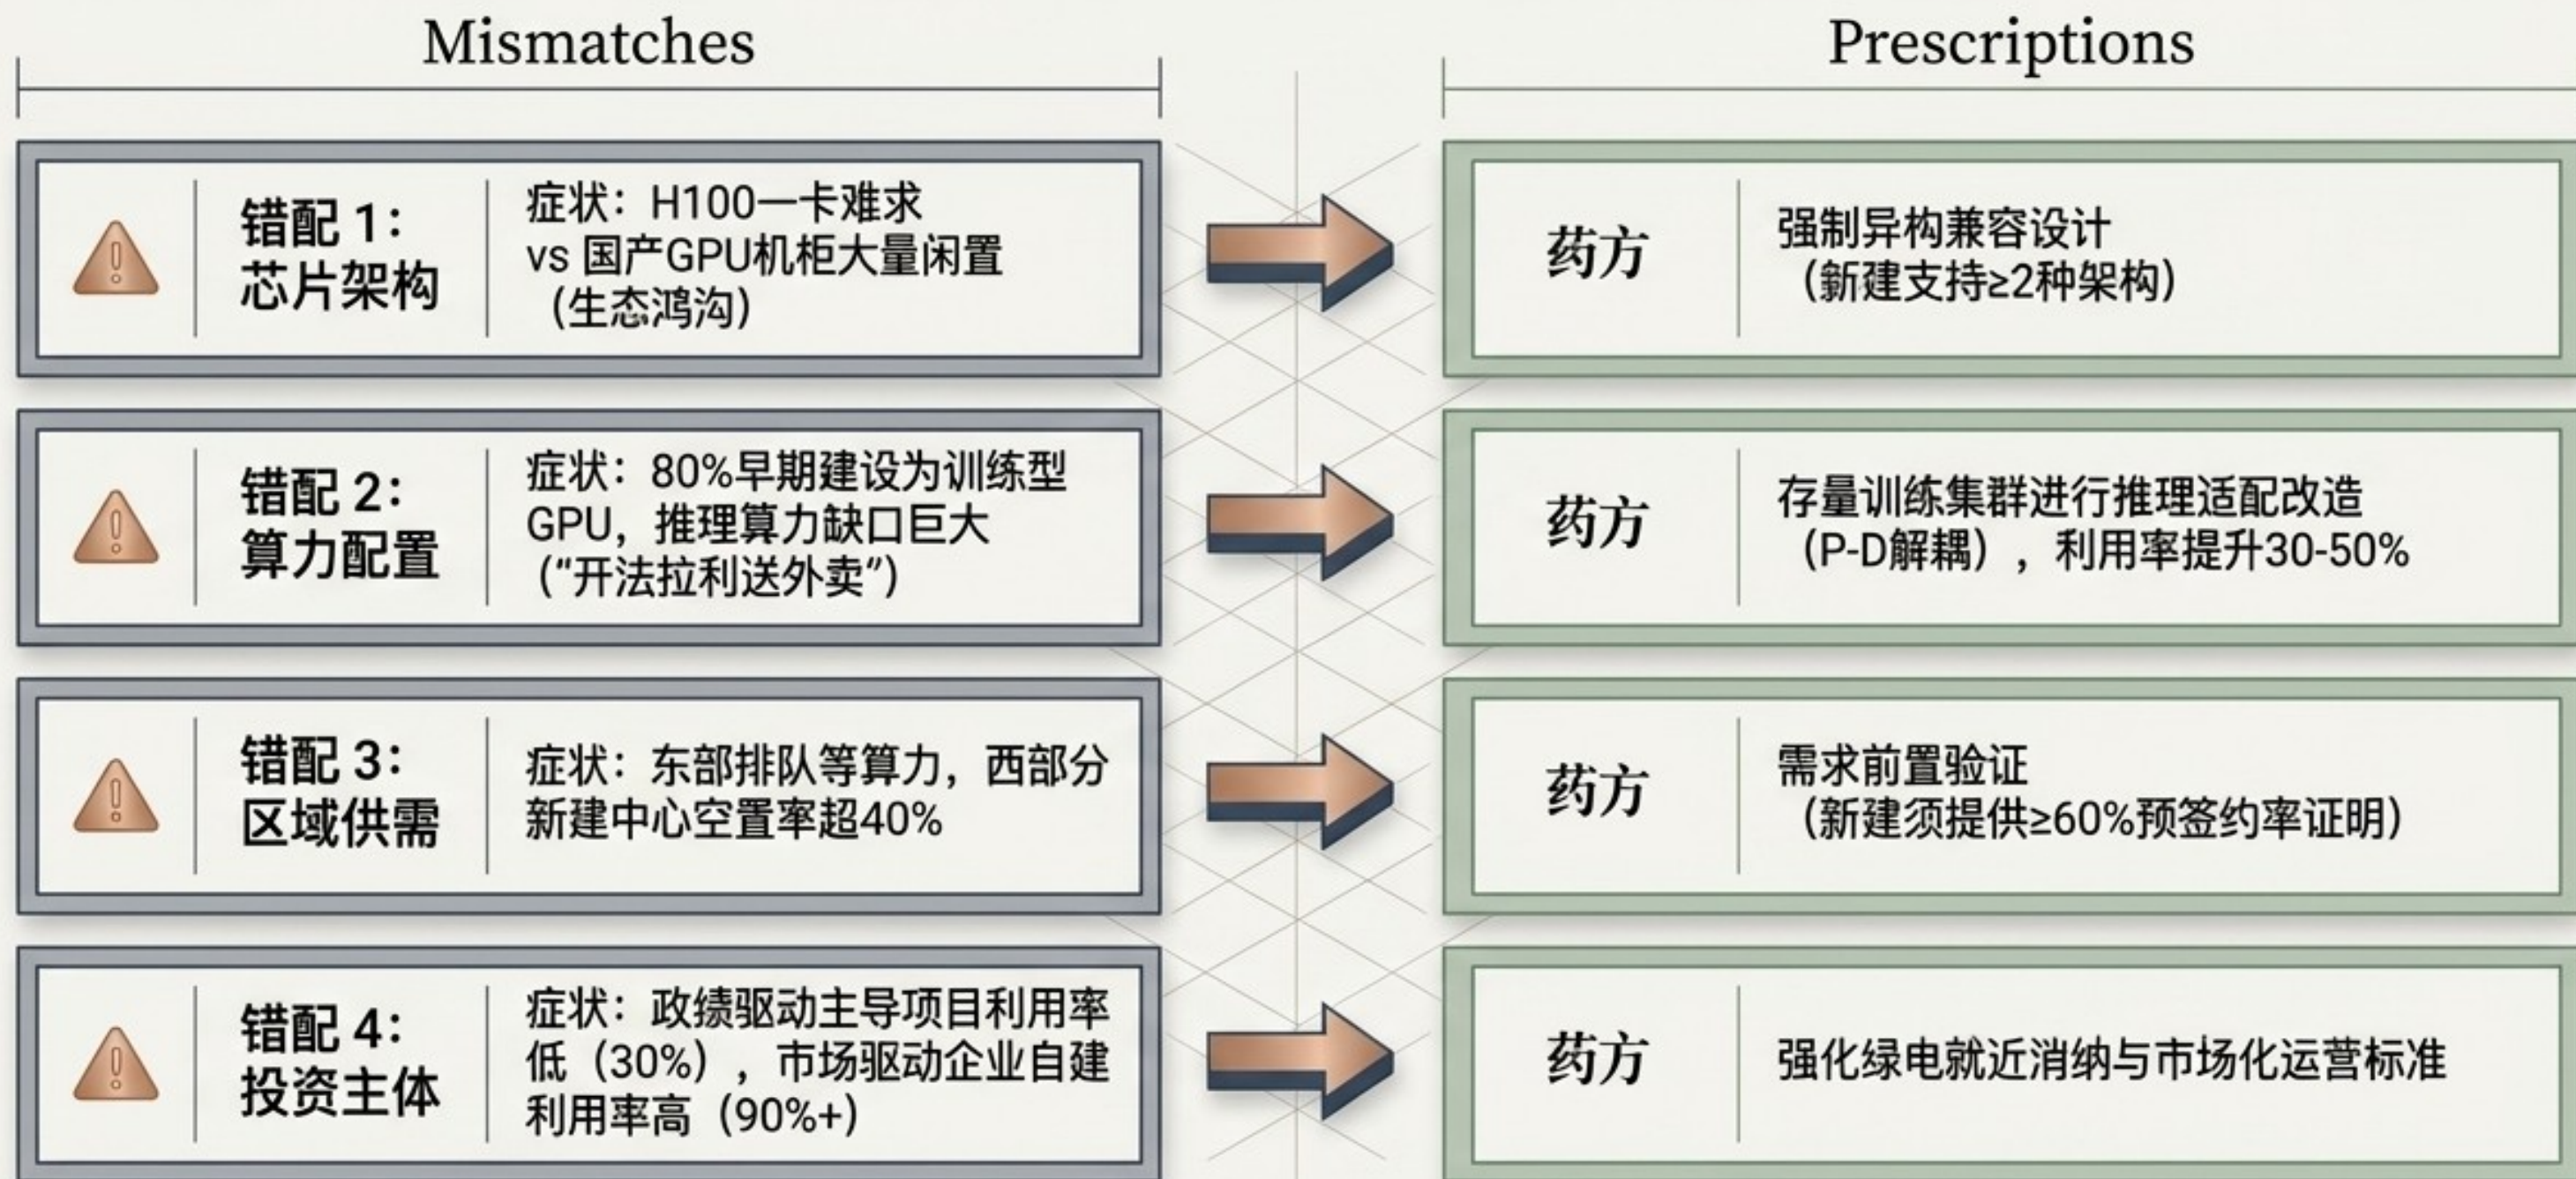 Mismatches
Prescriptions
错配 1：
芯片架构
症状：H100一卡难求
vs 国产GPU机柜大量闲置
（生态鸿沟）
药方
强制异构兼容设计
（新建支持≥2种架构）
错配 2：
算力配置
症状：80%早期建设为训练型
GPU，推理算力缺口巨大
（“开法拉利送外卖”）
药方
存量训练集群进行推理适配改造
（P-D解耦），利用率提升30-50%
错配 3：
区域供需
症状：东部排队等算力，西部分
新建中心空置率超40%
药方
需求前置验证
（新建须提供≥60%预签约率证明）
错配 4：
投资主体
症状：政绩驱动主导项目利用率
低（30%），市场驱动企业自建
利用率高（90%+）
药方
强化绿电就近消纳与市场化运营标准